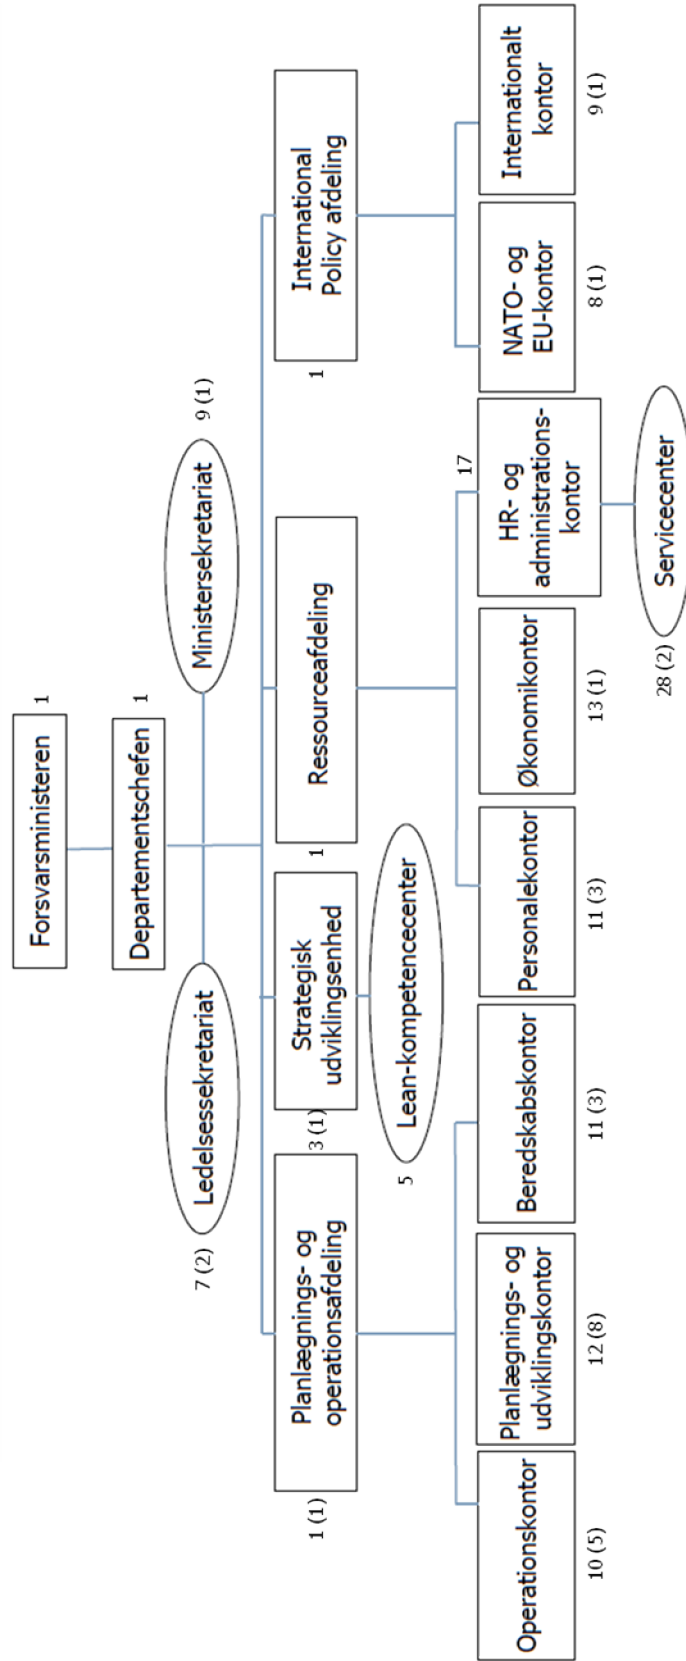 Forsvarsministeren
1
Departementschefen
1
Ledelsessekretariat
7 (2)
Ministersekretariat
9 (1)
Planlægnings- og
operationsafdeling
1 (1)
Strategisk
udviklingsenhed
3 (1)
Ressourceafdeling
1
International
Policy afdeling
1
Lean-kompetencecenter
5
Operationskontor
10 (5)
Planlægnings- og
udviklingskontor
12 (8)
Beredskabskontor
11 (3)
Personalekontor
11 (3)
Økonomikontor
13 (1)
HR- og
administrations-
kontor
17
NATO- og
EU-kontor
8 (1)
Internationalt
kontor
9 (1)
Servicecenter
28 (2)